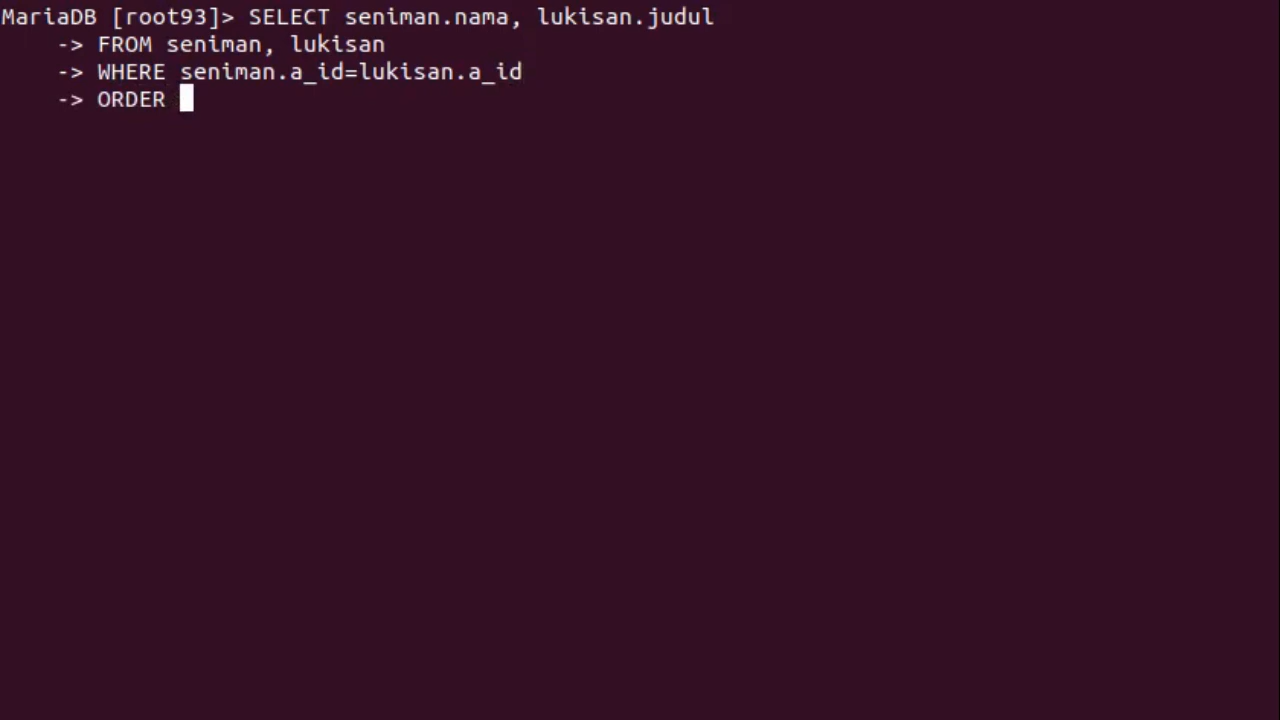 MariaDB [root93]> SELECT seniman.nama, lukisan.judul
-> FROM seniman, lukisan
-> WHERE seniman.a_id=lukisan.a_id
-> ORDER